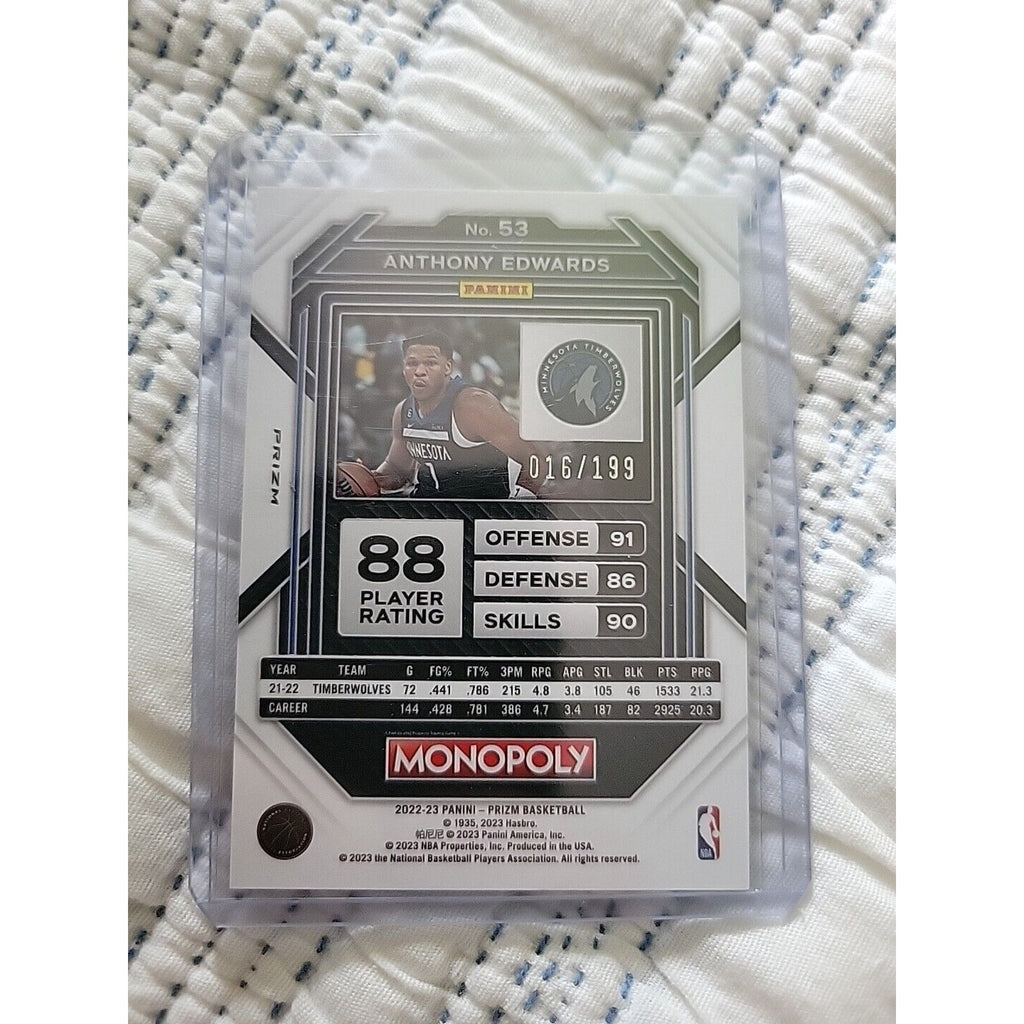 No. 53
ANTHONY EDWARDS
PANINI
MINNESOTA TIMBERWOLVES
NNESOTA
1
016/199
PRIZM
88
PLAYER
RATING
OFFENSE 91
DEFENSE 86
SKILLS 90
YEAR TEAM G FG% FT% 3PM RPG APG STL BLK PTS PPG
21-22 TIMBERWOLVES 72 .441 .786 215 4.8 3.8 105 46 1533 21.3
CAREER 144 .428 .781 386 4.7 3.4 187 82 2925 20.3
MONOPOLY
2022-23 PANINI – PRIZM BASKETBALL
© 1935, 2023 Hasbro.
帕尼尼 © 2023 Panini America, Inc.
© 2023 NBA Properties, Inc. Produced in the USA.
© 2023 the National Basketball Players Association. All rights reserved.
NBA